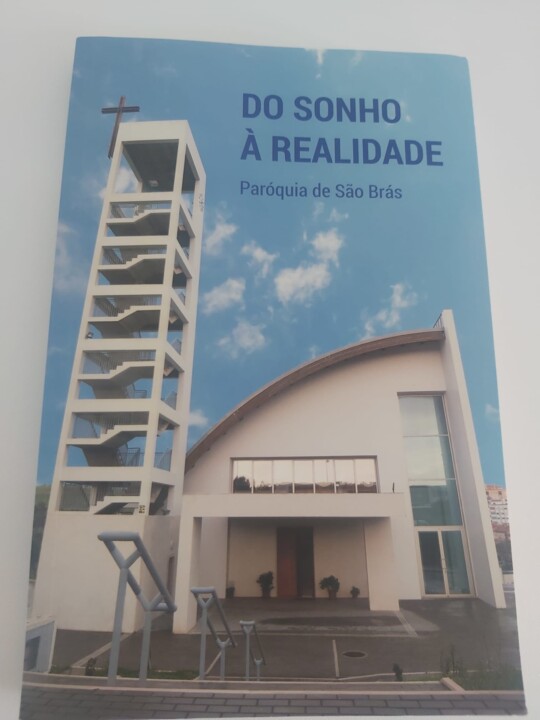 DO SONHO
À REALIDADE
Paróquia de São Brás